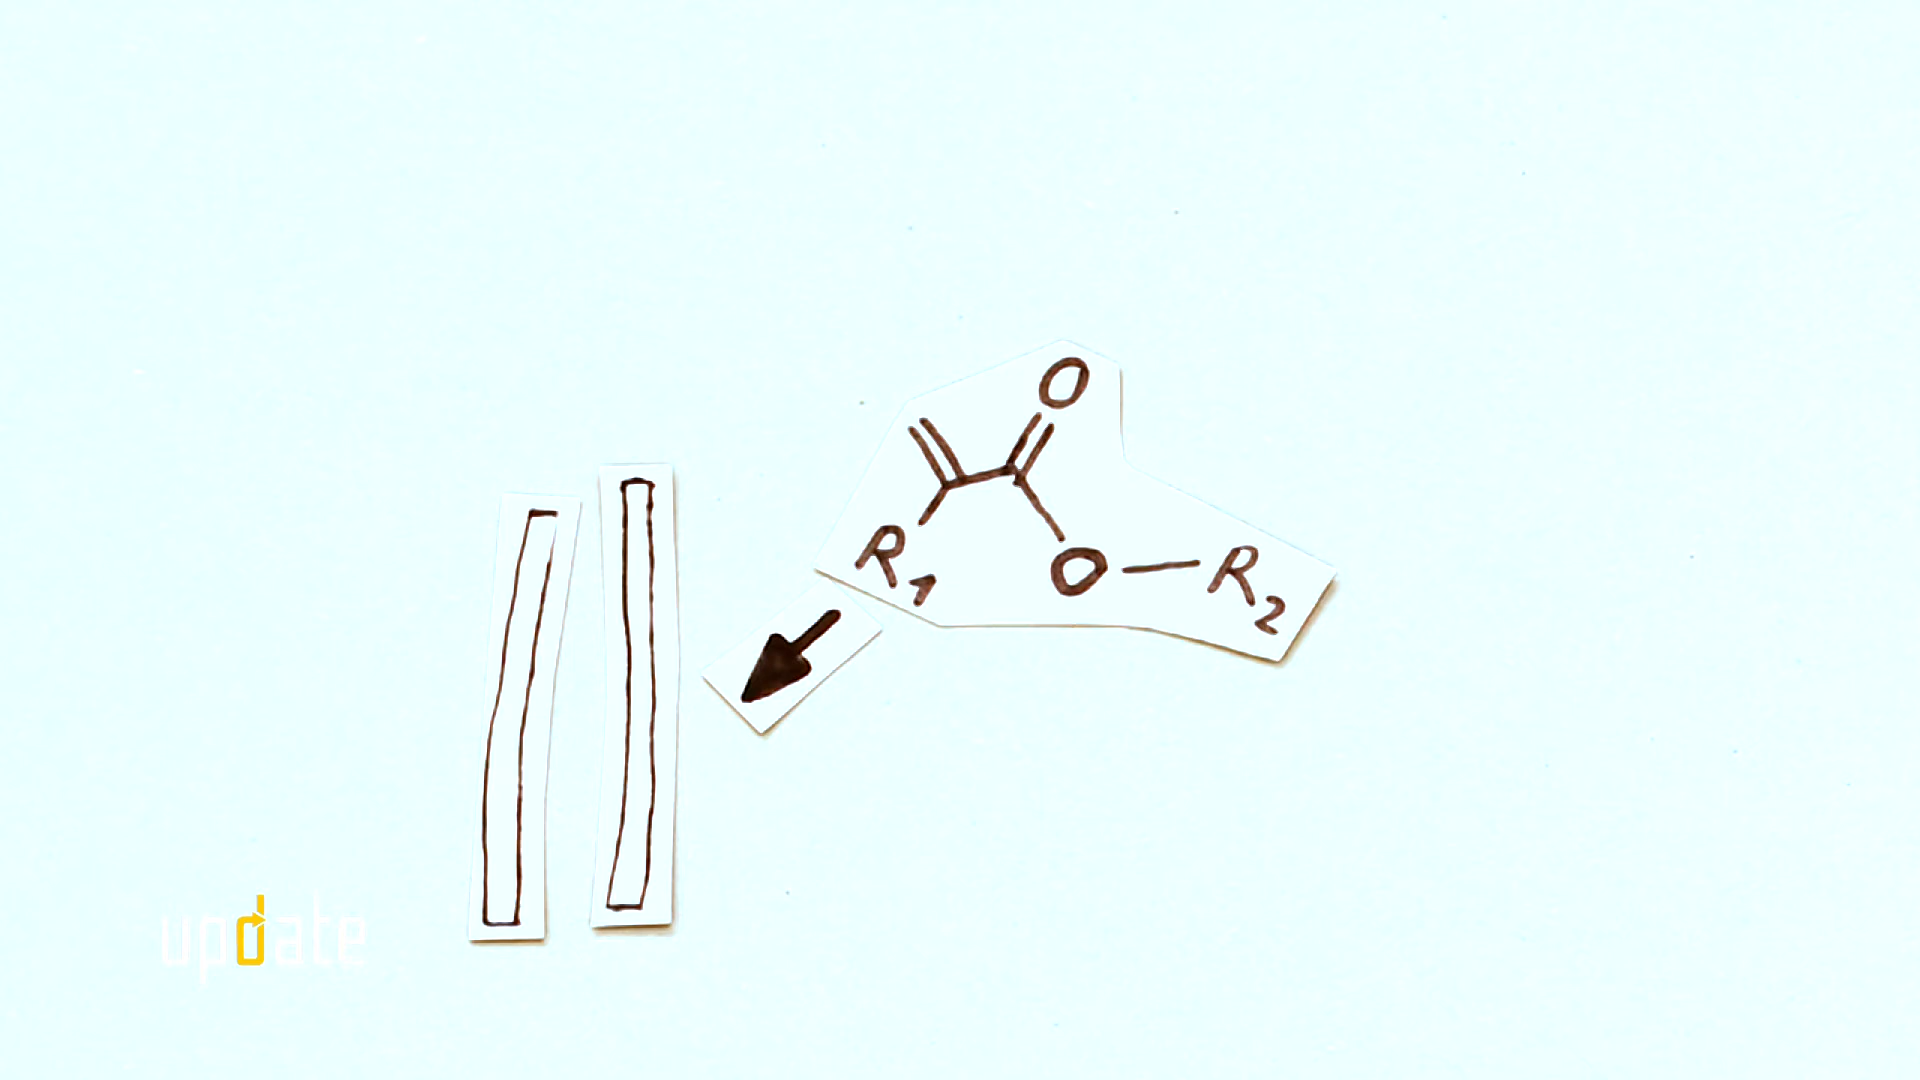 O
R1
O — R2
update